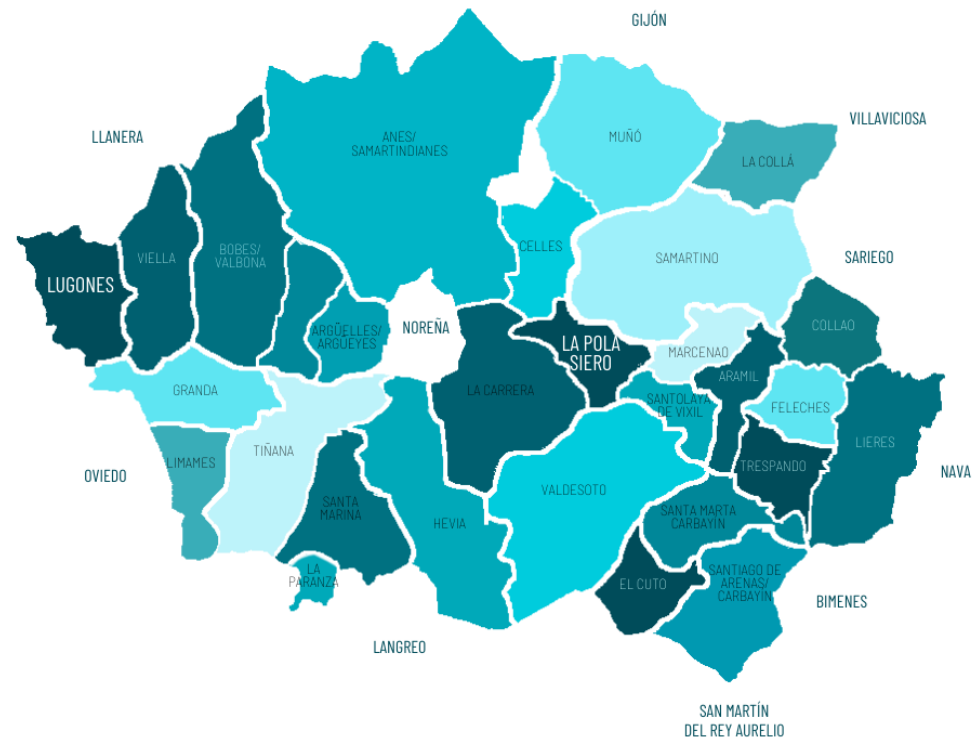 GIJÓN
VILLAVICIOSA
LLANERA
ANES/
SAMARTINDIANES
MUÑÓ
LA COLLÁ
CELLES
SAMARTINO
SARIEGO
VIELLA
BOBES/
VALBONA
LUGONES
NOREÑA
ARGÜELLES/
ARGÜEYES
LA POLA
SIERO
COLLAO
MARCENAO
ARAMIL
GRANDA
LA CARRERA
SANTOLAYA
DE VIXIL
FELECHES
LIERES
TIÑANA
LIMAMES
OVIEDO
TRESPANDO
NAVA
VALDESOTO
SANTA
MARINA
HEVIA
SANTA MARTA
CARBAYÍN
LA
PARANZA
EL CUTO
SANTIAGO DE
ARENAS/
CARBAYÍN
BIMENES
LANGREO
SAN MARTÍN
DEL REY AURELIO